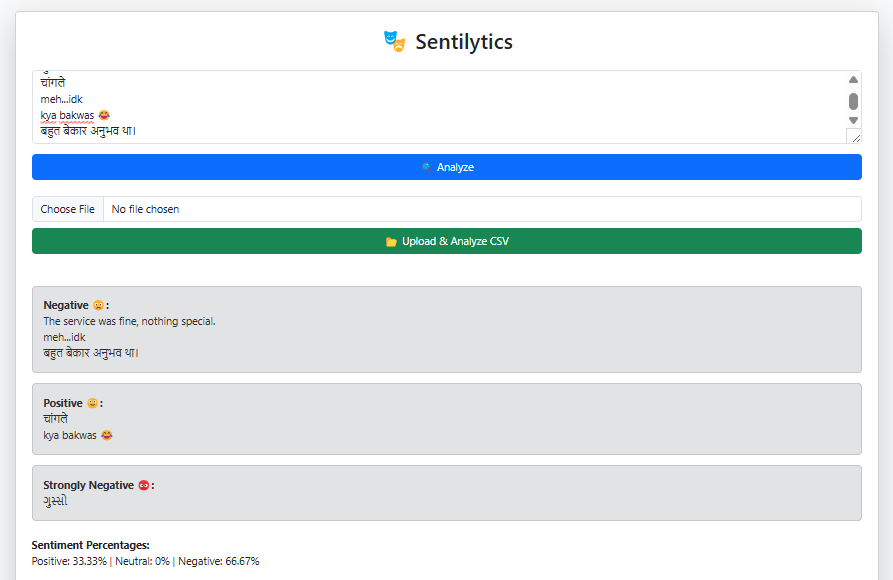 🎭 Sentilytics
चांगले
meh...idk
kya bakwas 😂
बहुत बेकार अनुभव था।
🔍 Analyze
Choose File No file chosen
📂 Upload & Analyze CSV
Negative 😐:
The service was fine, nothing special.
meh...idk
बहुत बेकार अनुभव था।
Positive 😀:
चांगले
kya bakwas 😂
Strongly Negative 😡:
ગુસ્સો
Sentiment Percentages:
Positive: 33.33% | Neutral: 0% | Negative: 66.67%